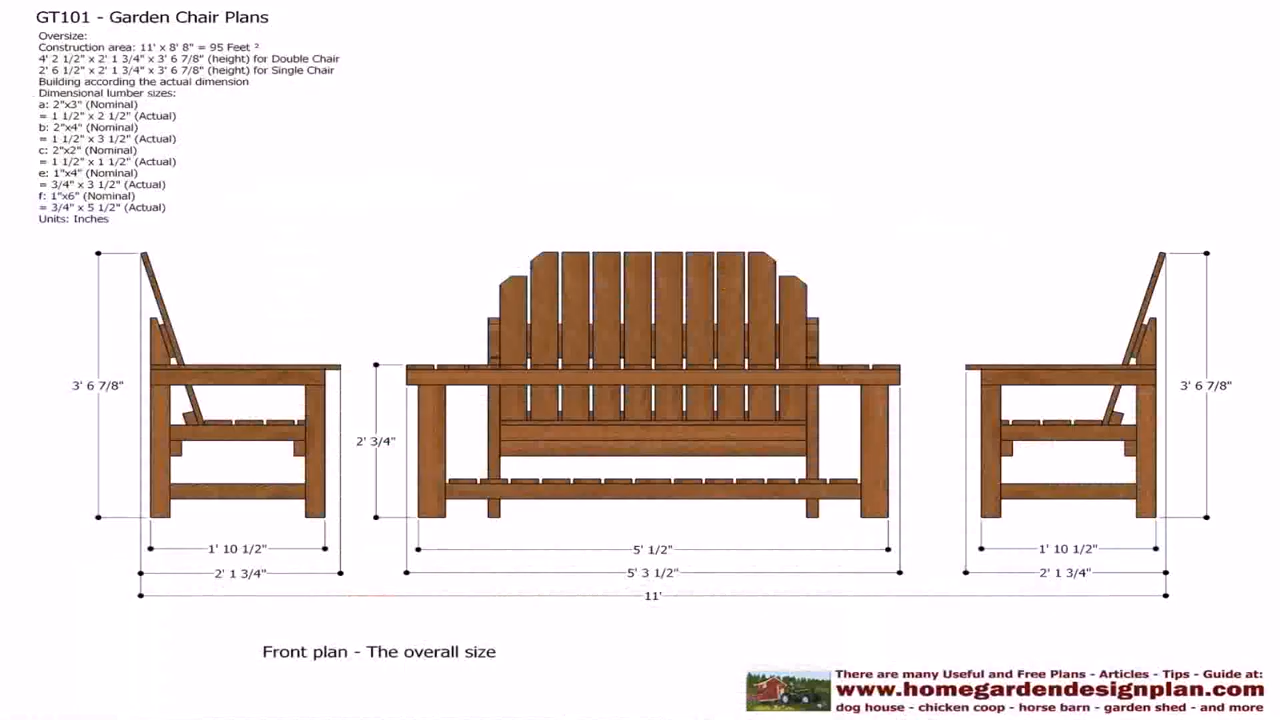 GT101 - Garden Chair Plans
Oversize:
Construction area: 11' x 8' 8" = 95 Feet ²
4' 2 1/2" x 2' 1 3/4" x 3' 6 7/8" (height) for Double Chair
2' 6 1/2" x 2' 1 3/4" x 3' 6 7/8" (height) for Single Chair
Building according the actual dimension
Dimensional lumber sizes:
a: 2"x3" (Nominal)
= 1 1/2" x 2 1/2" (Actual)
b: 2"x4" (Nominal)
= 1 1/2" x 3 1/2" (Actual)
c: 2"x2" (Nominal)
= 1 1/2" x 1 1/2" (Actual)
e: 1"x4" (Nominal)
= 3/4" x 3 1/2" (Actual)
f: 1"x6" (Nominal)
= 3/4" x 5 1/2" (Actual)
Units: Inches
3' 6 7/8"
3' 6 7/8"
2' 3/4"
1' 10 1/2"
5' 1/2"
1' 10 1/2"
2' 1 3/4"
5' 3 1/2"
2' 1 3/4"
11'
Front plan - The overall size
There are many Useful and Free Plans - Articles - Tips - Guide at:
www.homegardendesignplan.com
dog house - chicken coop - horse barn - garden shed - and more